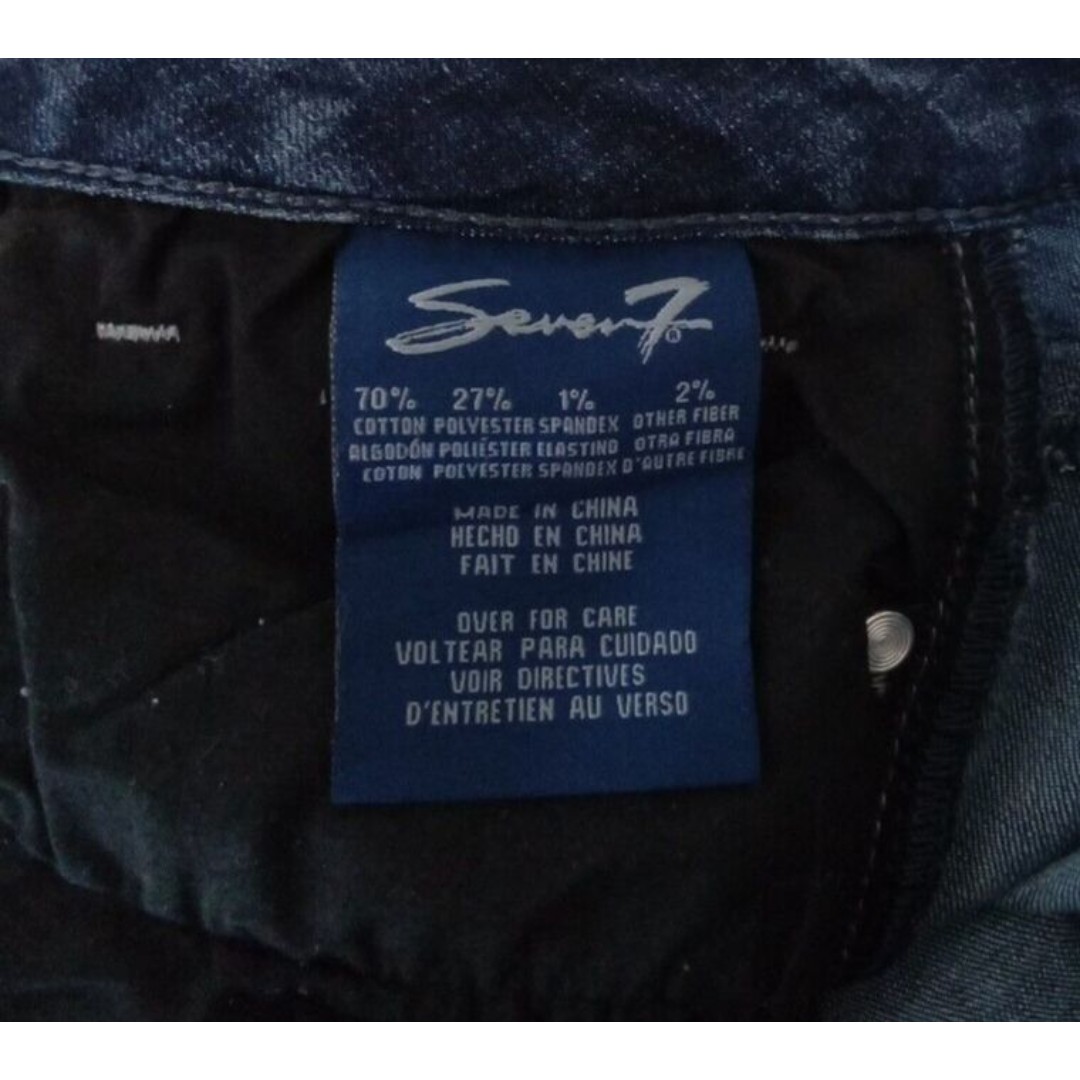 Seven7®
70% 27% 1% 2%
COTTON POLYESTER SPANDEX OTHER FIBER
ALGODÓN POLIÉSTER ELASTINO OTRA FIBRA
COTON POLYESTER SPANDEX D'AUTRE FIBRE
MADE IN CHINA
HECHO EN CHINA
FAIT EN CHINE
OVER FOR CARE
VOLTEAR PARA CUIDADO
VOIR DIRECTIVES
D'ENTRETIEN AU VERSO